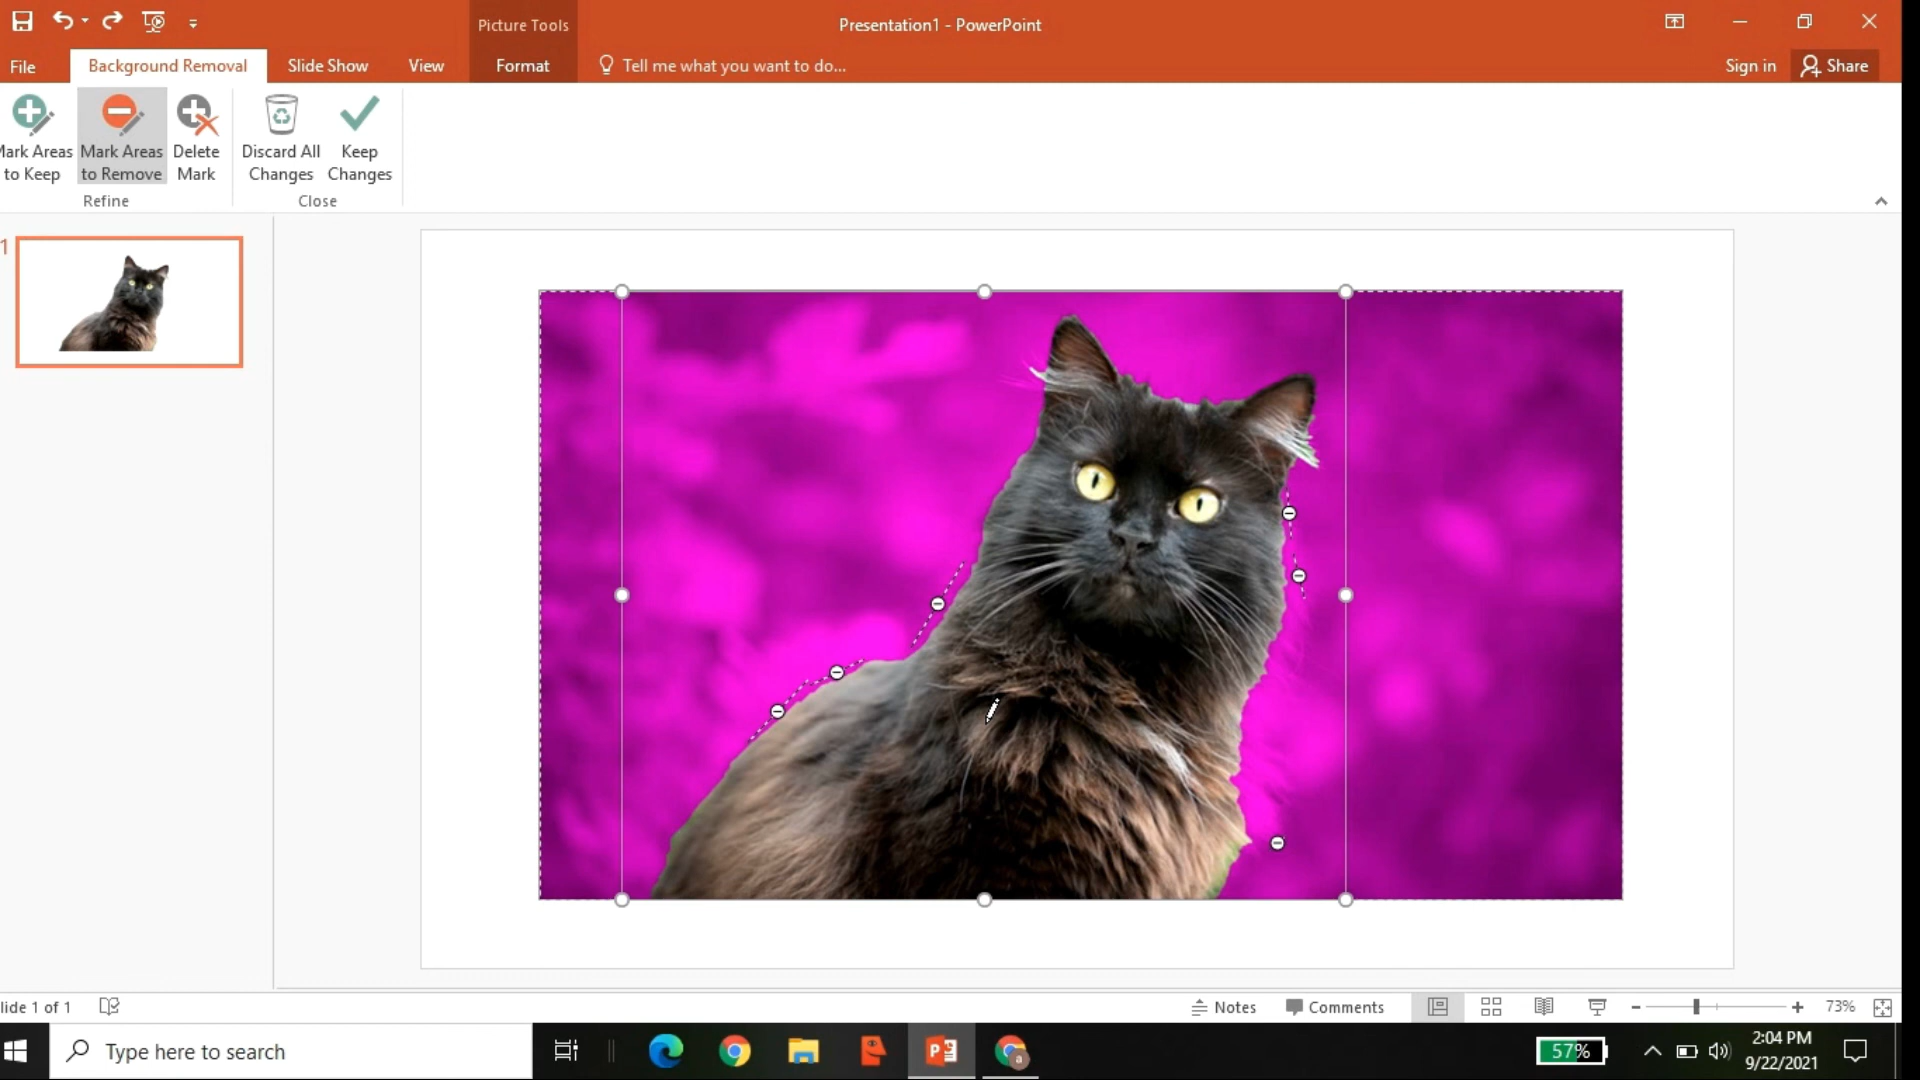 Picture Tools
Presentation1 - PowerPoint
File
Background Removal
Slide Show
View
Format
Tell me what you want to do...
Sign in
Share
Mark Areas
to Keep
Mark Areas
to Remove
Delete
Mark
Discard All
Changes
Keep
Changes
Refine
Close
1
lide 1 of 1
Notes
Comments
73%
Type here to search
57%
2:04 PM
9/22/2021